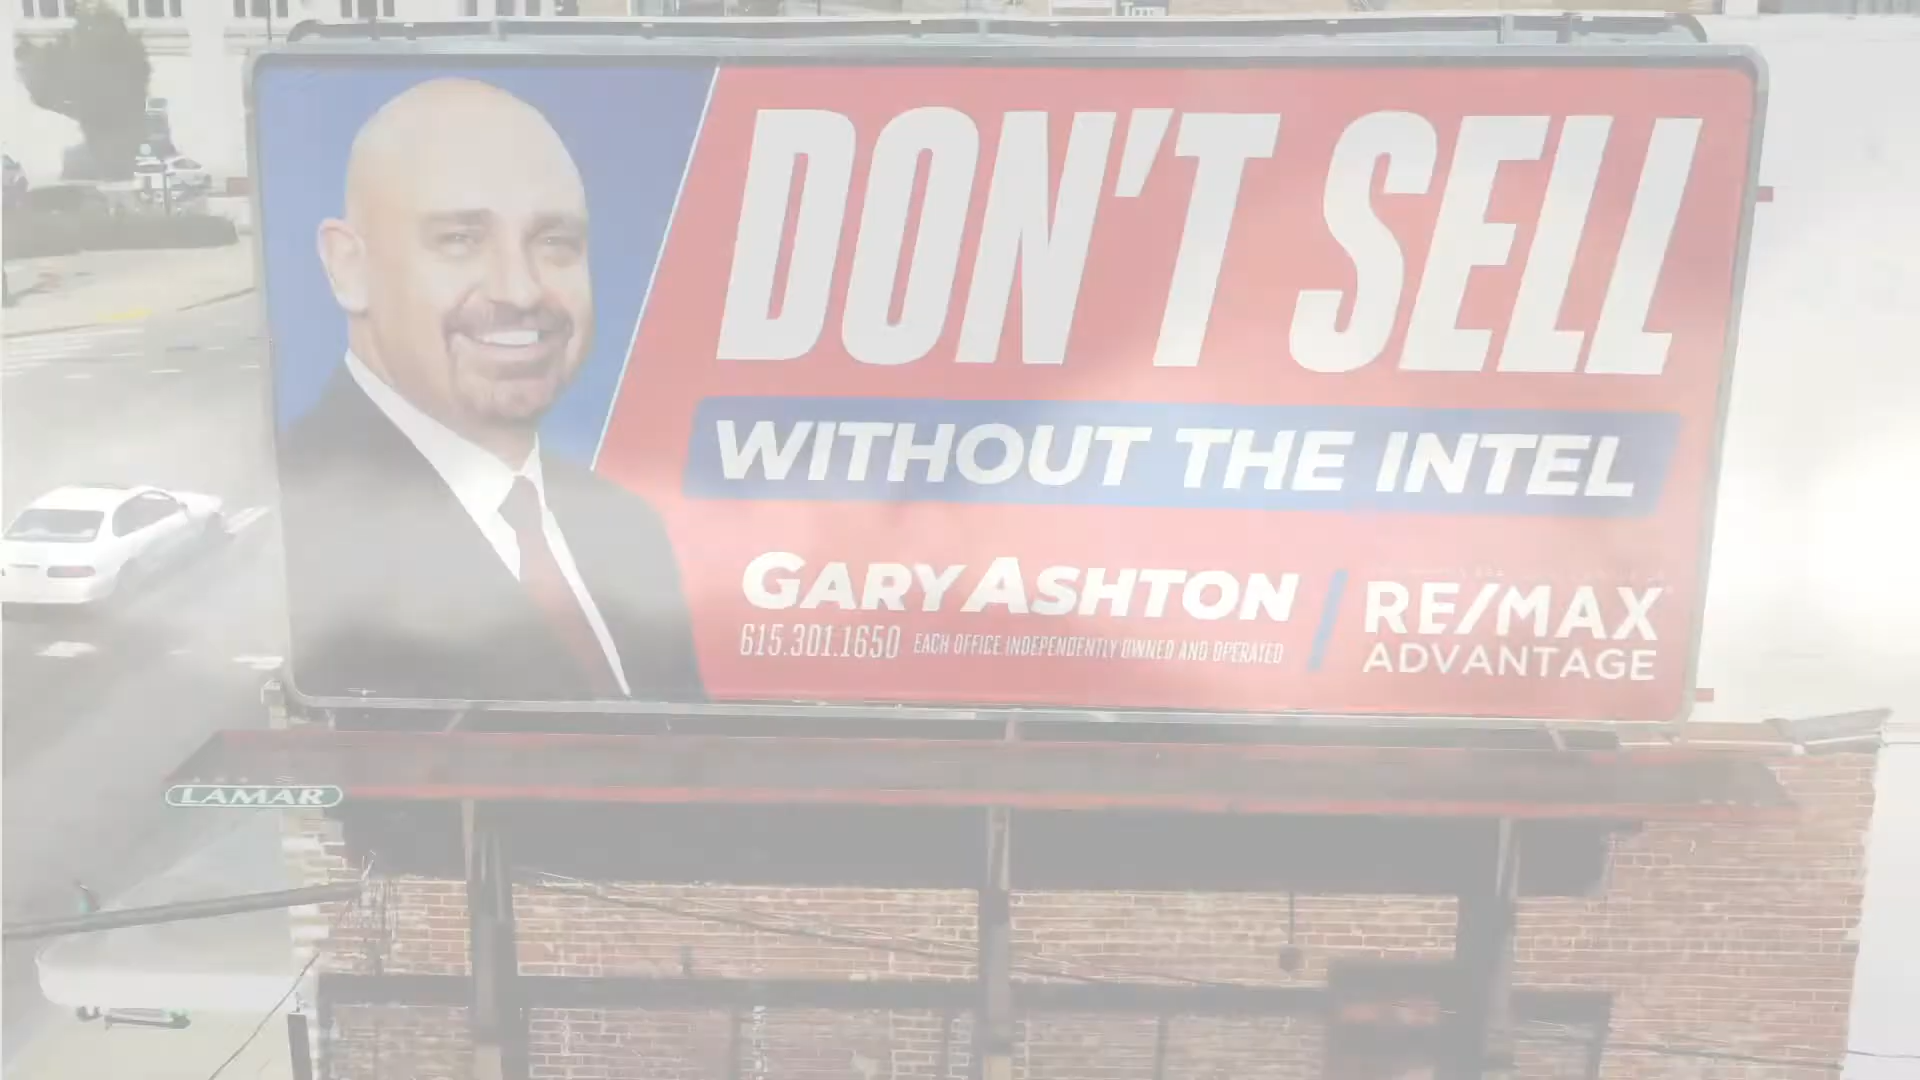 DON'T SELL
WITHOUT THE INTEL
GARY ASHTON
615.301.1650 EACH OFFICE INDEPENDENTLY OWNED AND OPERATED
RE/MAX
ADVANTAGE
LAMAR